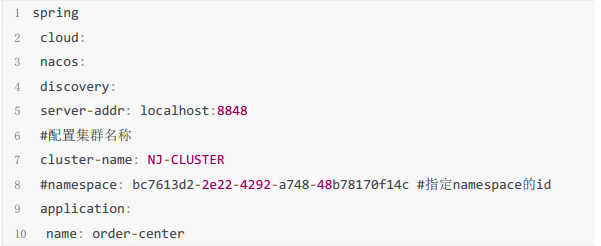 1 spring
2 cloud:
3 nacos:
4 discovery:
5 server-addr: localhost:8848
6 #配置集群名称
7 cluster-name: NJ-CLUSTER
8 #namespace: bc7613d2-2e22-4292-a748-48b78170f14c #指定namespace的id
9 application:
10 name: order-center